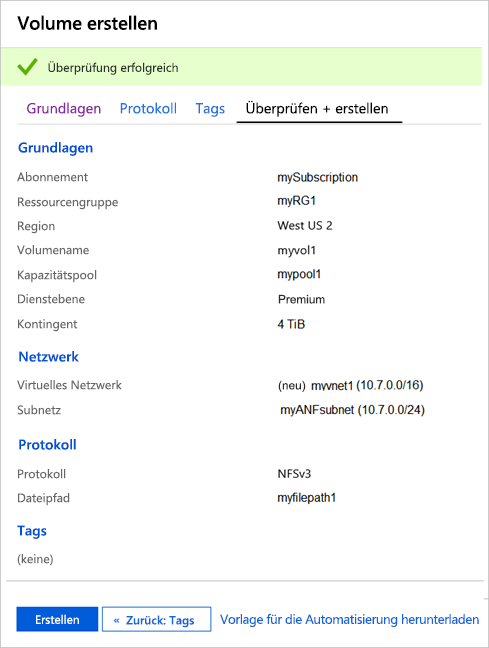 Volume erstellen
Überprüfung erfolgreich
Grundlagen Protokoll Tags Überprüfen + erstellen
Grundlagen
Abonnement mySubscription
Ressourcengruppe myRG1
Region West US 2
Volumename myvol1
Kapazitätspool mypool1
Dienstebene Premium
Kontingent 4 TiB
Netzwerk
Virtuelles Netzwerk (neu) myvnet1 (10.7.0.0/16)
Subnetz myANFsubnet (10.7.0.0/24)
Protokoll
Protokoll NFSv3
Dateipfad myfilepath1
Tags
(keine)
Erstellen « Zurück: Tags Vorlage für die Automatisierung herunterladen